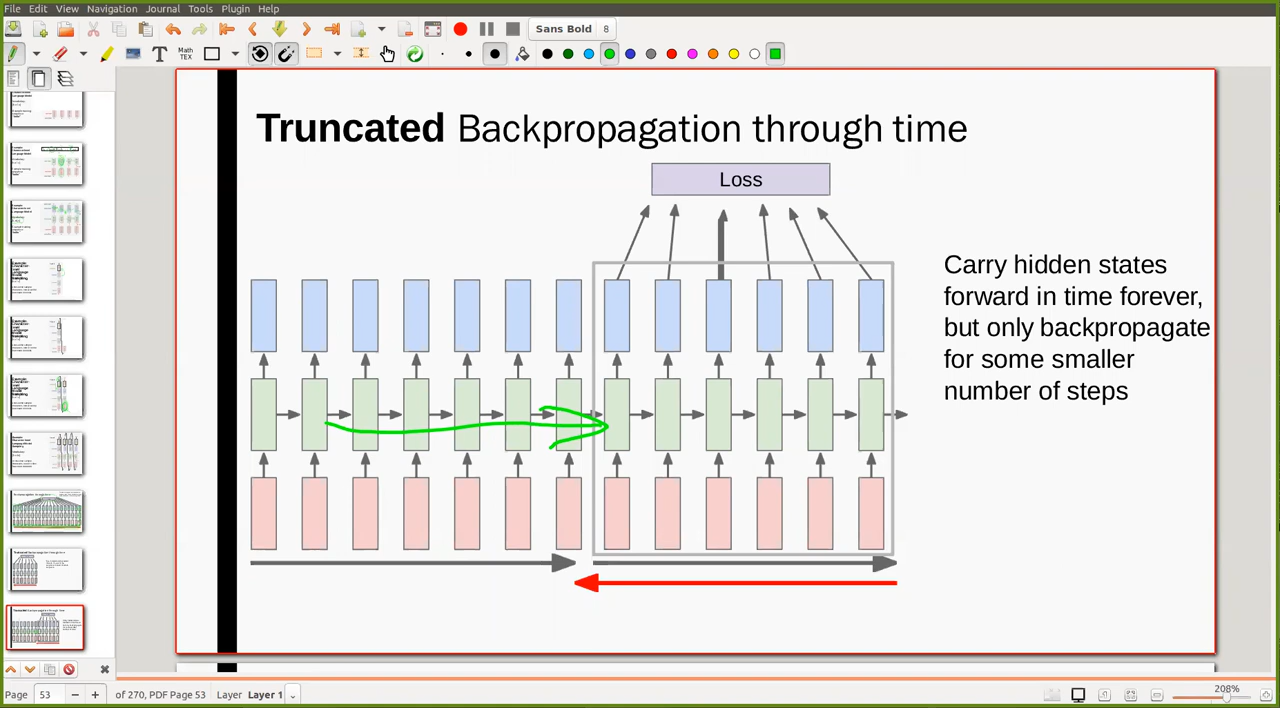 File Edit View Navigation Journal Tools Plugin Help
Sans Bold 8
Math
TEX
Truncated Backpropagation through time
Loss
Carry hidden states
forward in time forever,
but only backpropagate
for some smaller
number of steps
Page 53 of 270, PDF Page 53 Layer Layer 1
208%